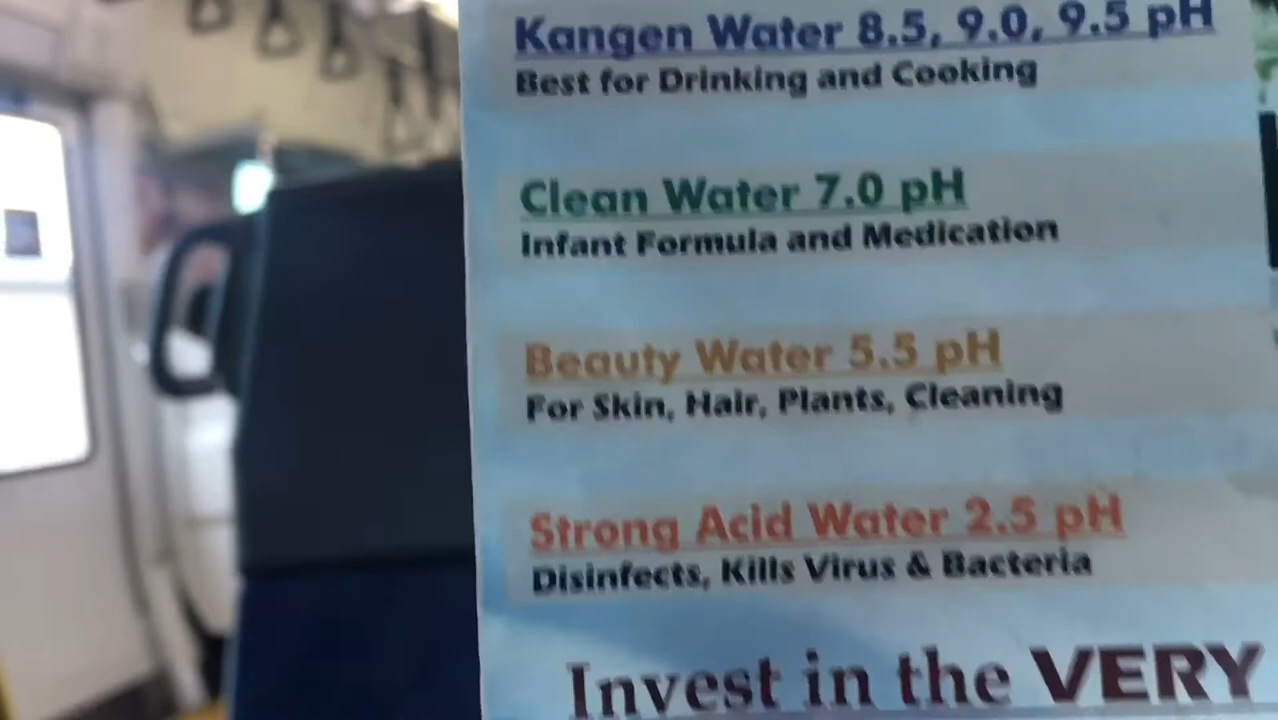 Kangen Water 8.5, 9.0, 9.5 pH
Best for Drinking and Cooking
Clean Water 7.0 pH
Infant Formula and Medication
Beauty Water 5.5 pH
For Skin, Hair, Plants, Cleaning
Strong Acid Water 2.5 pH
Disinfects, Kills Virus & Bacteria
Invest in the VERY